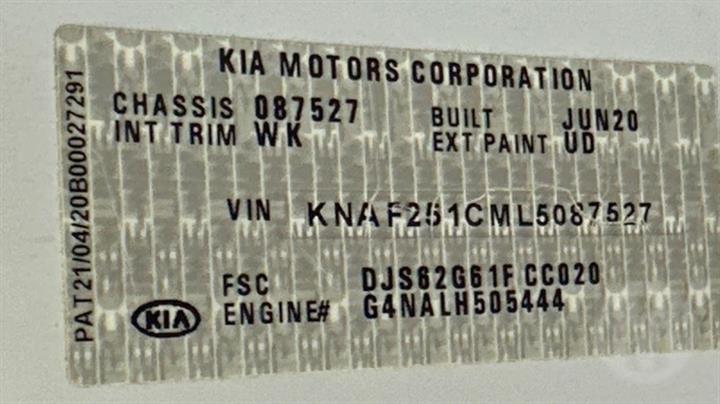 KIA MOTORS CORPORATION
CHASSIS 087527 BUILT JUN20
INT TRIM WK EXT PAINT UD
VIN KNAF251CML5087527
FSC DJS62G61F CC020
ENGINE# G4NALH505444
KIA
PAT21/04/20B00027291